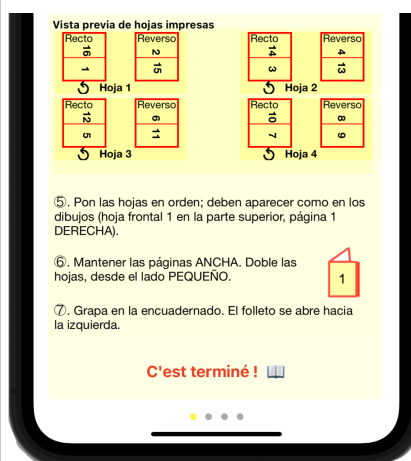 Vista previa de hojas impresas
Recto Reverso Recto Reverso
16 2 14 4
1 15 3 13
Hoja 1 Hoja 2
Recto Reverso Recto Reverso
12 6 10 8
5 11 7 9
Hoja 3 Hoja 4
⑤. Pon las hojas en orden; deben aparecer como en los
dibujos (hoja frontal 1 en la parte superior, página 1
DERECHA).
⑥. Mantener las páginas ANCHA. Doble las
hojas, desde el lado PEQUEÑO.
1
⑦. Grapa en la encuadernado. El folleto se abre hacia
la izquierda.
C'est terminé !